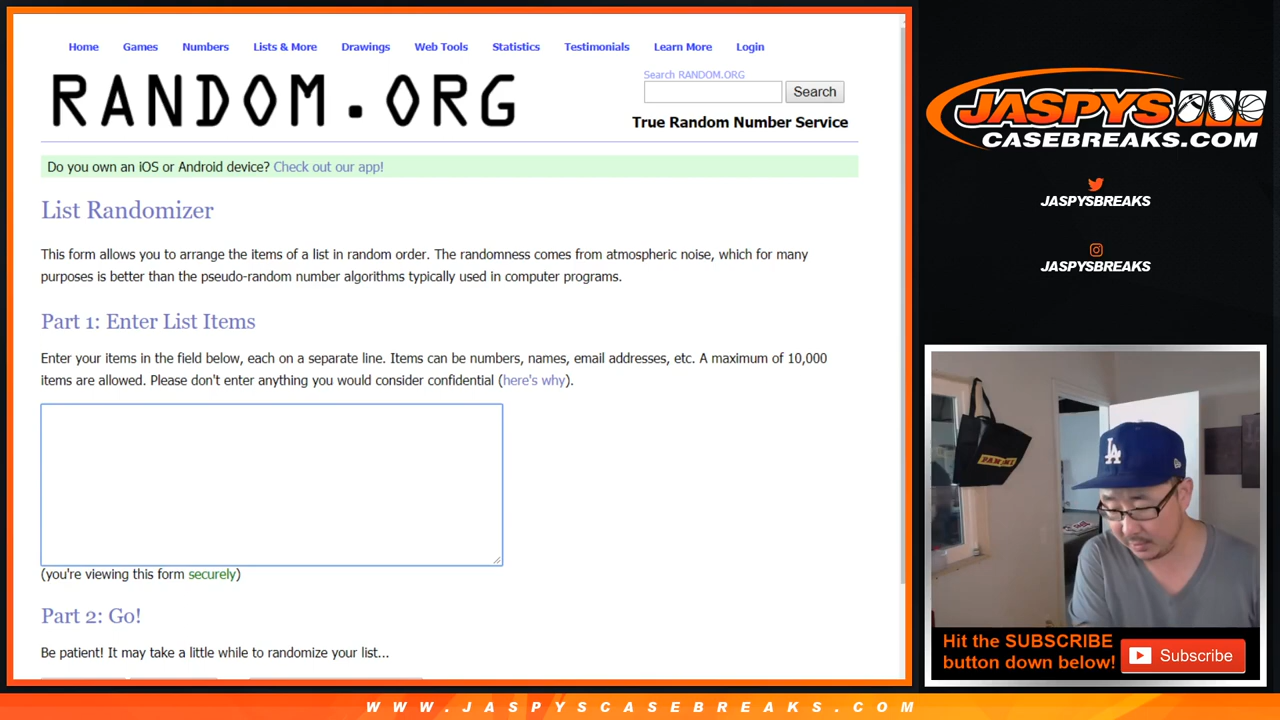 Home Games Numbers Lists & More Drawings Web Tools Statistics Testimonials Learn More Login
RANDOM.ORG
Search RANDOM.ORG
Search
True Random Number Service
Do you own an iOS or Android device? Check out our app!
List Randomizer
This form allows you to arrange the items of a list in random order. The randomness comes from atmospheric noise, which for many
purposes is better than the pseudo-random number algorithms typically used in computer programs.
Part 1: Enter List Items
Enter your items in the field below, each on a separate line. Items can be numbers, names, email addresses, etc. A maximum of 10,000
items are allowed. Please don't enter anything you would consider confidential (here's why).
(you're viewing this form securely)
Part 2: Go!
Be patient! It may take a little while to randomize your list...
JASPYS
CASEBREAKS.COM
JASPYSBREAKS
JASPYSBREAKS
PANINI
LA
Hit the SUBSCRIBE
button down below!
Subscribe
WWW.JASPYSCASEBREAKS.COM